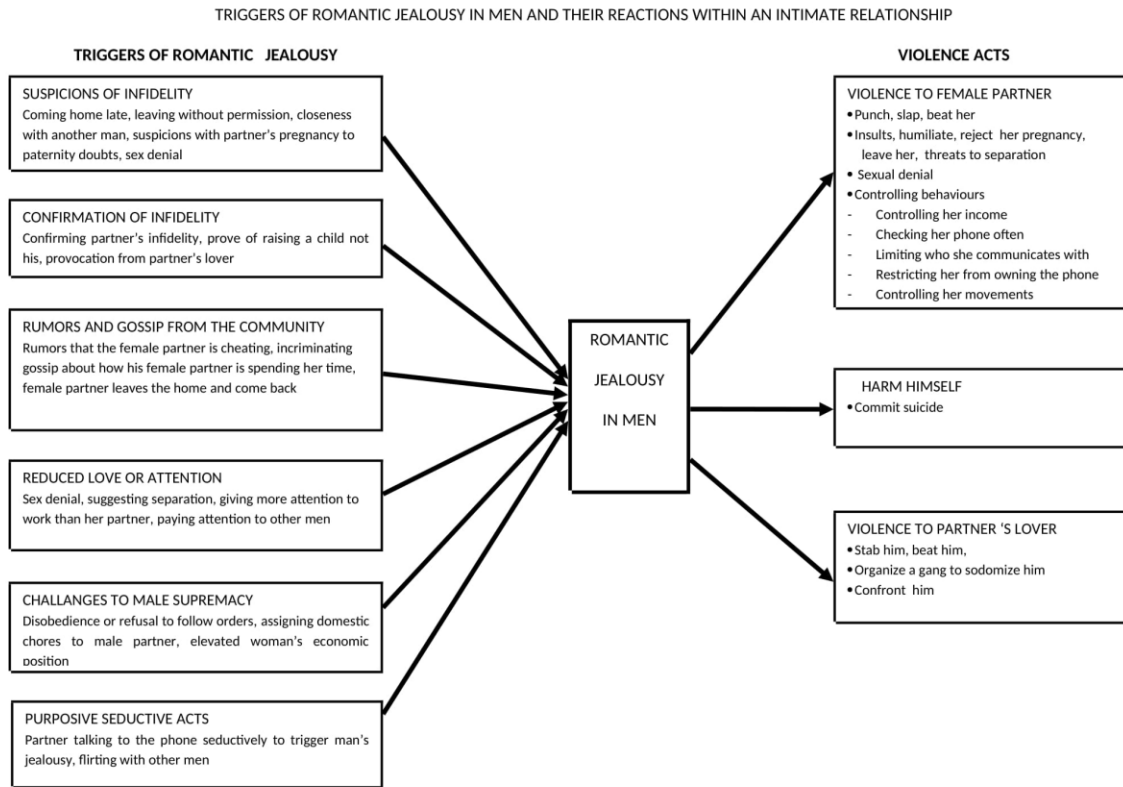 TRIGGERS OF ROMANTIC JEALOUSY IN MEN AND THEIR REACTIONS WITHIN AN INTIMATE RELATIONSHIP
TRIGGERS OF ROMANTIC JEALOUSY
SUSPICIONS OF INFIDELITY
Coming home late, leaving without permission, closeness
with another man, suspicions with partner's pregnancy to
paternity doubts, sex denial
CONFIRMATION OF INFIDELITY
Confirming partner's infidelity, prove of raising a child not
his, provocation from partner's lover
RUMORS AND GOSSIP FROM THE COMMUNITY
Rumors that the female partner is cheating, incriminating
gossip about how his female partner is spending her time,
female partner leaves the home and come back
REDUCED LOVE OR ATTENTION
Sex denial, suggesting separation, giving more attention to
work than her partner, paying attention to other men
CHALLANGES TO MALE SUPREMACY
Disobedience or refusal to follow orders, assigning domestic
chores to male partner, elevated woman's economic
position
PURPOSIVE SEDUCTIVE ACTS
Partner talking to the phone seductively to trigger man's
jealousy, flirting with other men
ROMANTIC
JEALOUSY
IN MEN
VIOLENCE ACTS
VIOLENCE TO FEMALE PARTNER
•Punch, slap, beat her
•Insults, humiliate, reject her pregnancy,
leave her, threats to separation
• Sexual denial
•Controlling behaviours
- Controlling her income
- Checking her phone often
- Limiting who she communicates with
- Restricting her from owning the phone
- Controlling her movements
HARM HIMSELF
•Commit suicide
VIOLENCE TO PARTNER 'S LOVER
•Stab him, beat him,
•Organize a gang to sodomize him
•Confront him